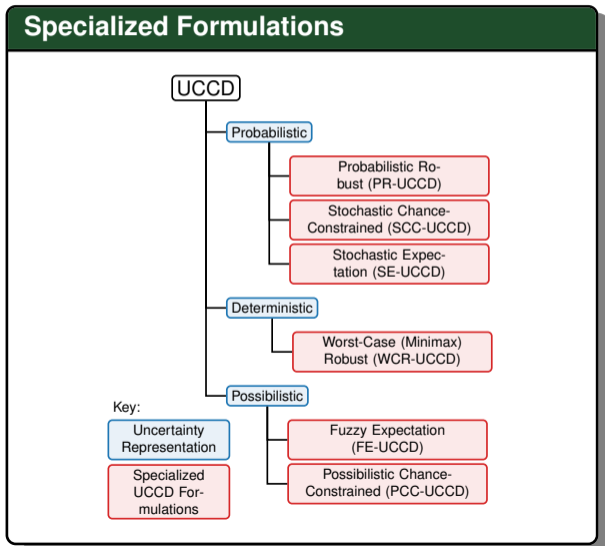 Specialized Formulations
UCCD
Probabilistic
Probabilistic Ro-
bust (PR-UCCD)
Stochastic Chance-
Constrained (SCC-UCCD)
Stochastic Expec-
tation (SE-UCCD)
Deterministic
Worst-Case (Minimax)
Robust (WCR-UCCD)
Possibilistic
Fuzzy Expectation
(FE-UCCD)
Possibilistic Chance-
Constrained (PCC-UCCD)
Key:
Uncertainty
Representation
Specialized
UCCD For-
mulations